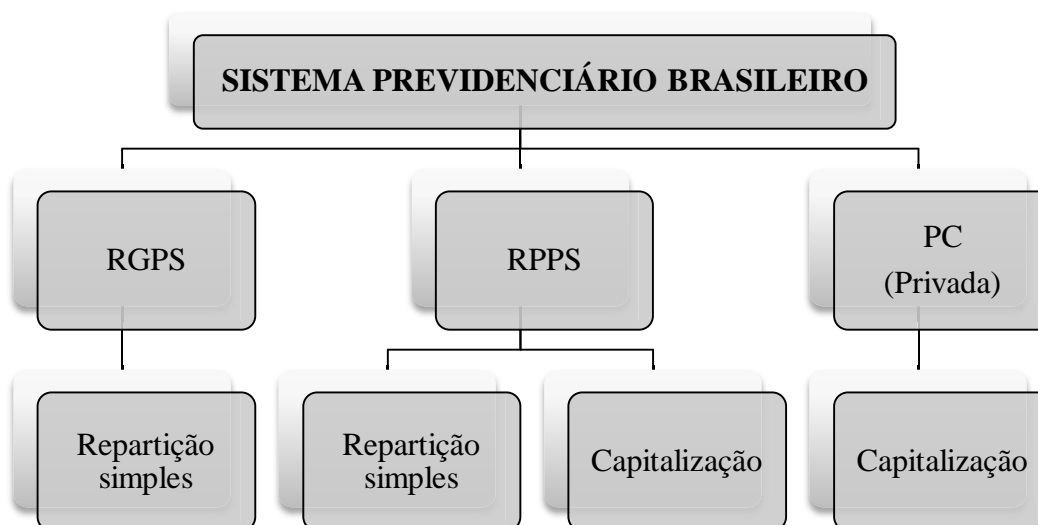 SISTEMA PREVIDENCIÁRIO BRASILEIRO
RGPS
RPPS
PC
(Privada)
Repartição
simples
Repartição
simples
Capitalização
Capitalização